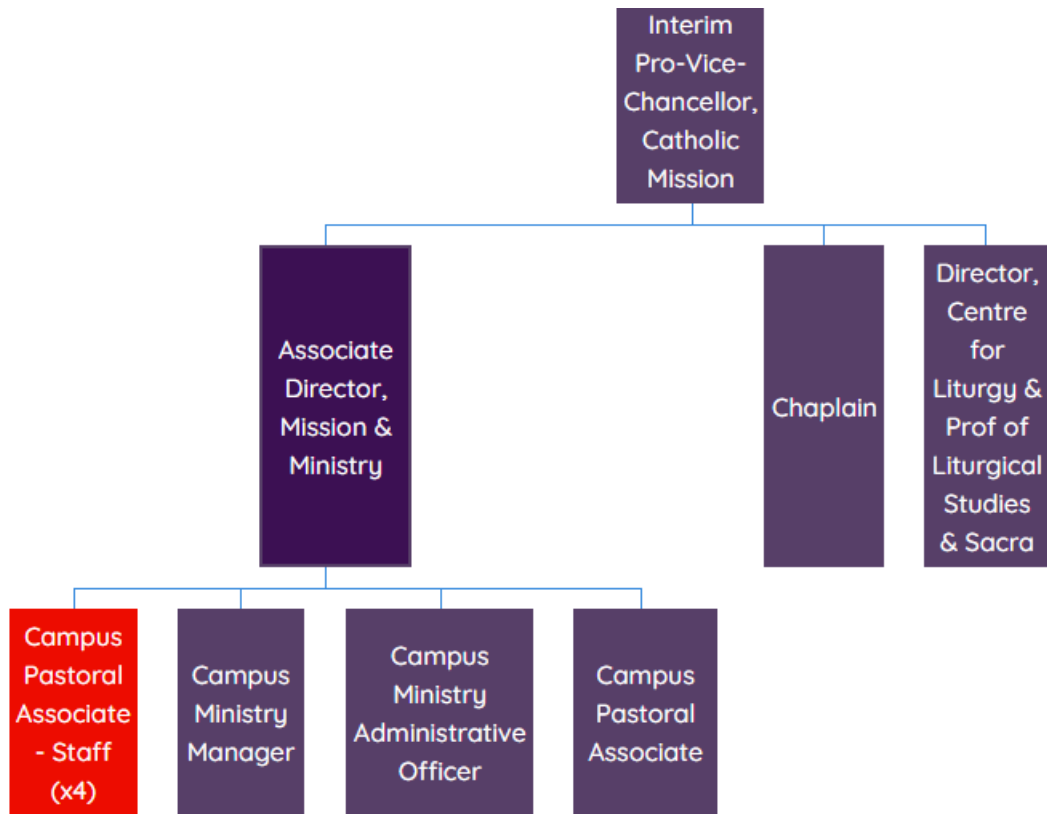 Interim
Pro-Vice-
Chancellor,
Catholic
Mission
Associate
Director,
Mission &
Ministry
Chaplain
Director,
Centre
for
Liturgy &
Prof of
Liturgical
Studies
& Sacra
Campus
Pastoral
Associate
- Staff
(x4)
Campus
Ministry
Manager
Campus
Ministry
Administrative
Officer
Campus
Pastoral
Associate